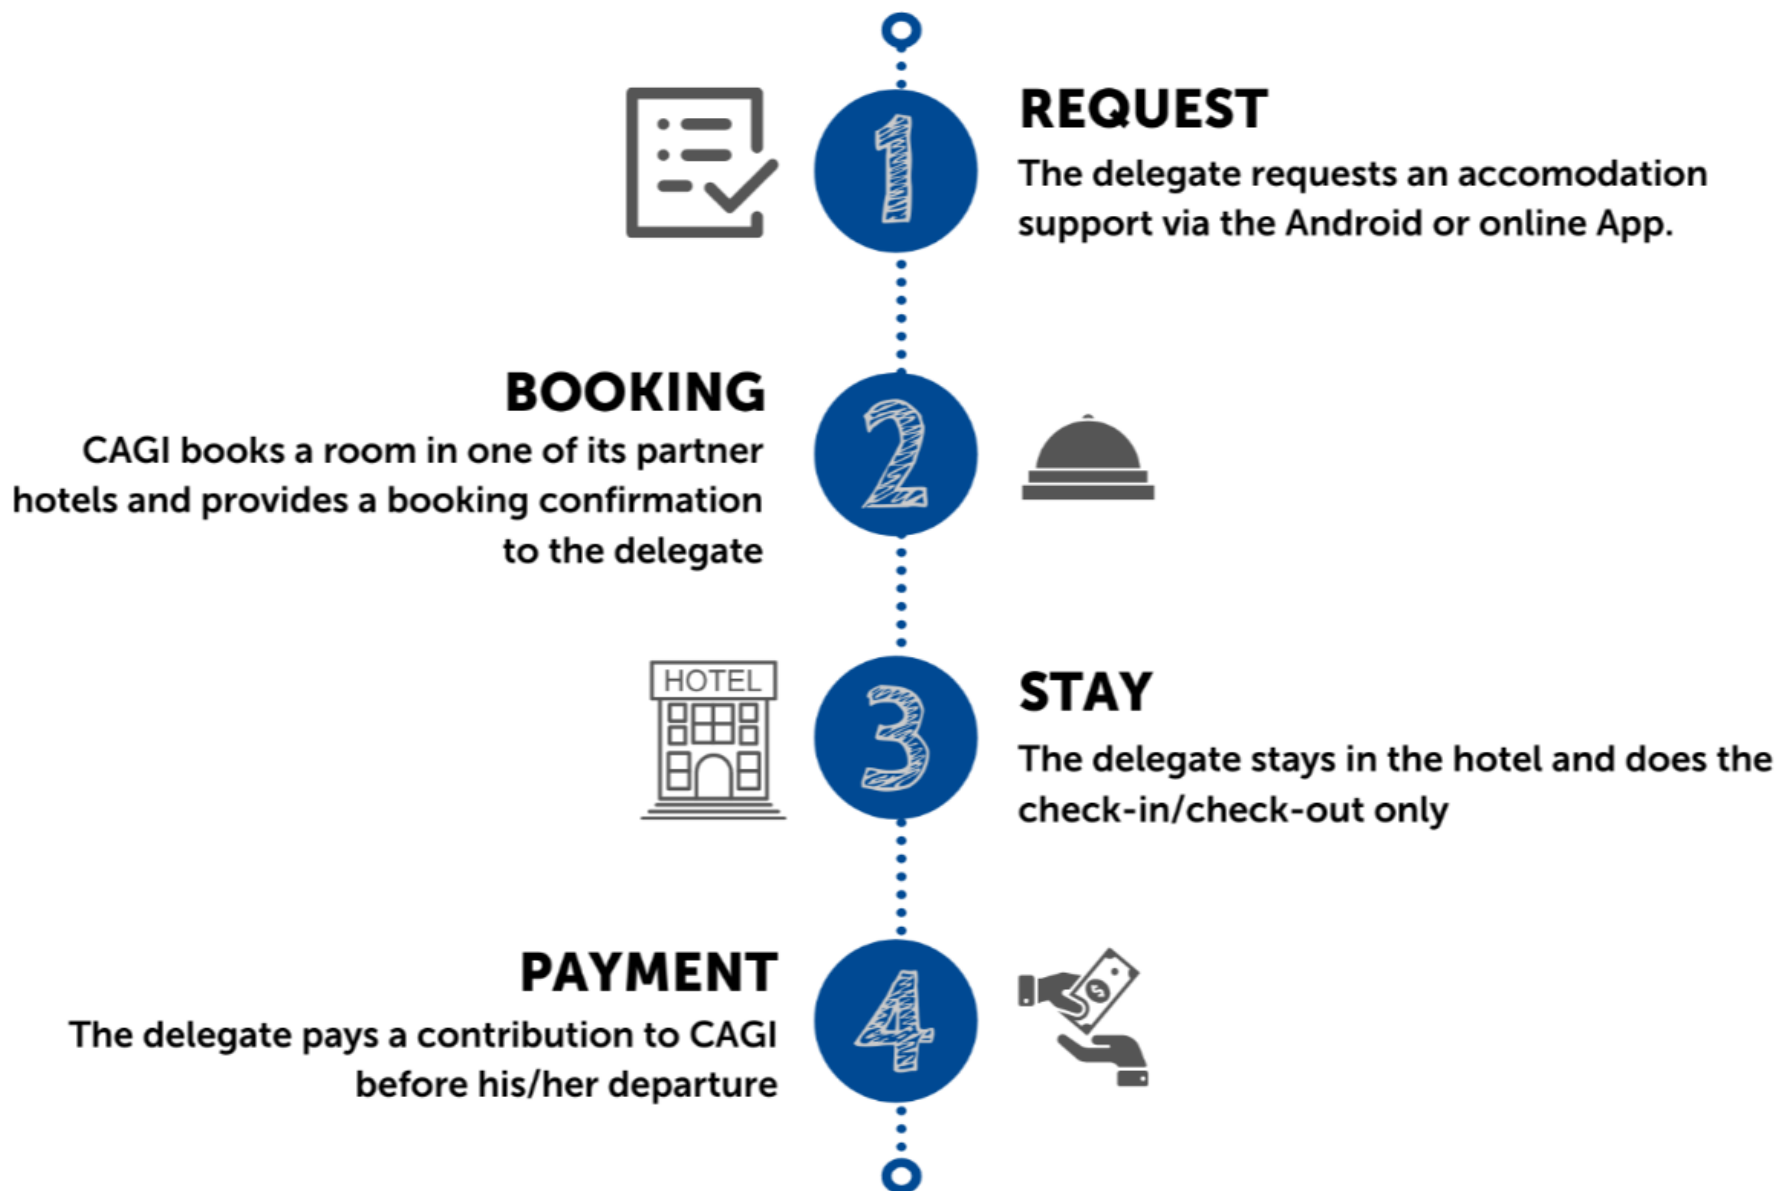 1
REQUEST
The delegate requests an accomodation
support via the Android or online App.
BOOKING
CAGI books a room in one of its partner
hotels and provides a booking confirmation
to the delegate
2
HOTEL
3
STAY
The delegate stays in the hotel and does the
check-in/check-out only
PAYMENT
The delegate pays a contribution to CAGI
before his/her departure
4
$